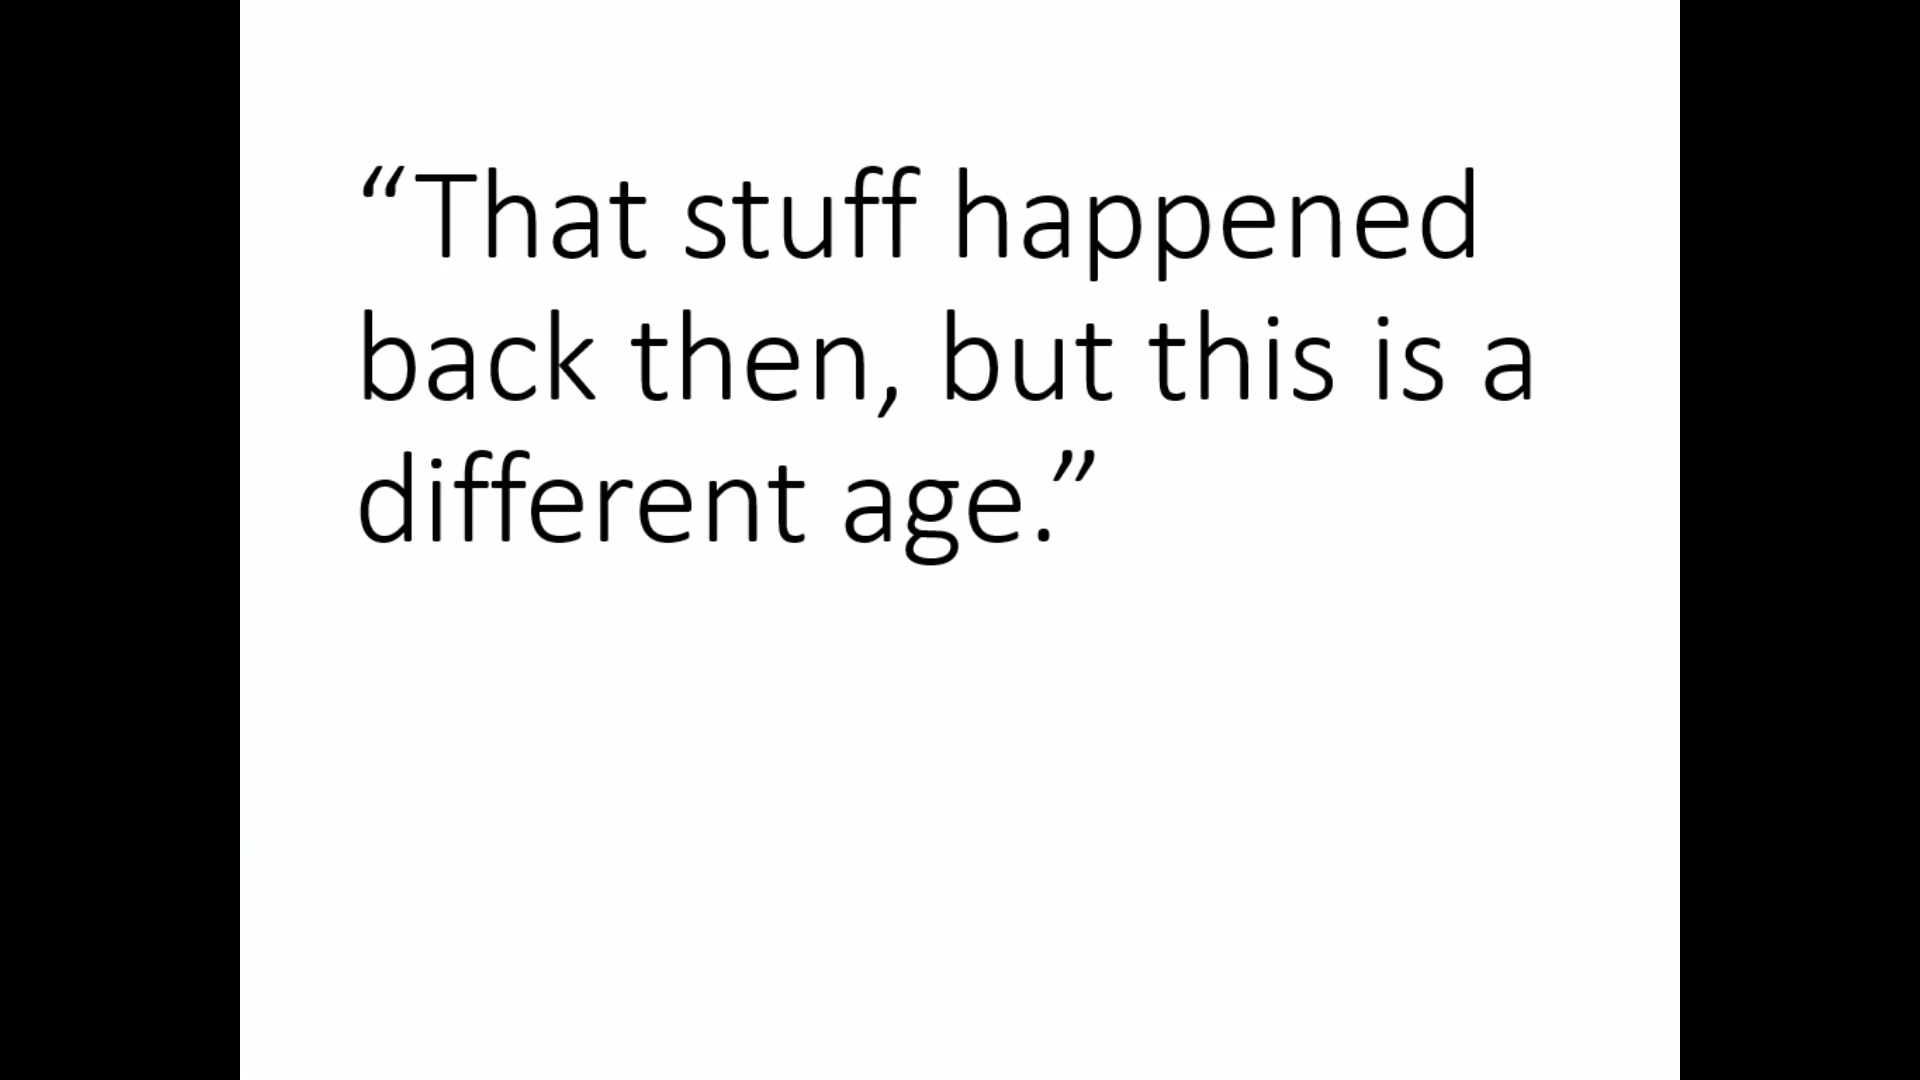 “That stuff happened
back then, but this is a
different age.”